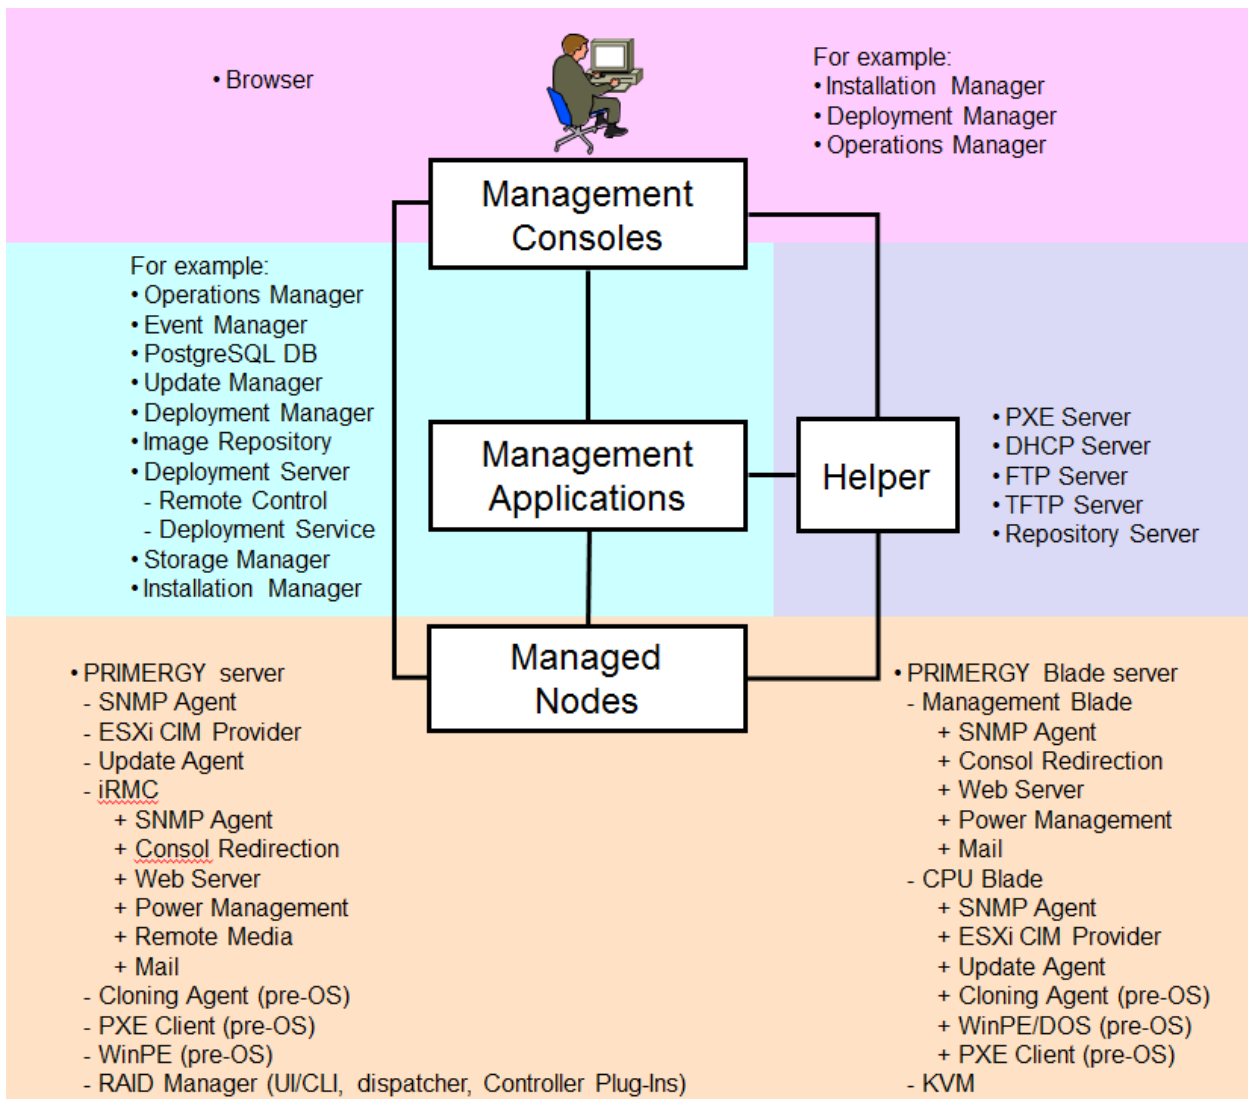 • Browser
For example:
• Installation Manager
• Deployment Manager
• Operations Manager
Management
Consoles
For example:
• Operations Manager
• Event Manager
• PostgreSQL DB
• Update Manager
• Deployment Manager
• Image Repository
• Deployment Server
- Remote Control
- Deployment Service
• Storage Manager
• Installation Manager
Management
Applications
Helper
• PXE Server
• DHCP Server
• FTP Server
• TFTP Server
• Repository Server
Managed
Nodes
• PRIMERGY server
- SNMP Agent
- ESXi CIM Provider
- Update Agent
- iRMC
+ SNMP Agent
+ Consol Redirection
+ Web Server
+ Power Management
+ Remote Media
+ Mail
- Cloning Agent (pre-OS)
- PXE Client (pre-OS)
- WinPE (pre-OS)
- RAID Manager (UI/CLI, dispatcher, Controller Plug-Ins)
• PRIMERGY Blade server
- Management Blade
+ SNMP Agent
+ Consol Redirection
+ Web Server
+ Power Management
+ Mail
- CPU Blade
+ SNMP Agent
+ ESXi CIM Provider
+ Update Agent
+ Cloning Agent (pre-OS)
+ WinPE/DOS (pre-OS)
+ PXE Client (pre-OS)
- KVM